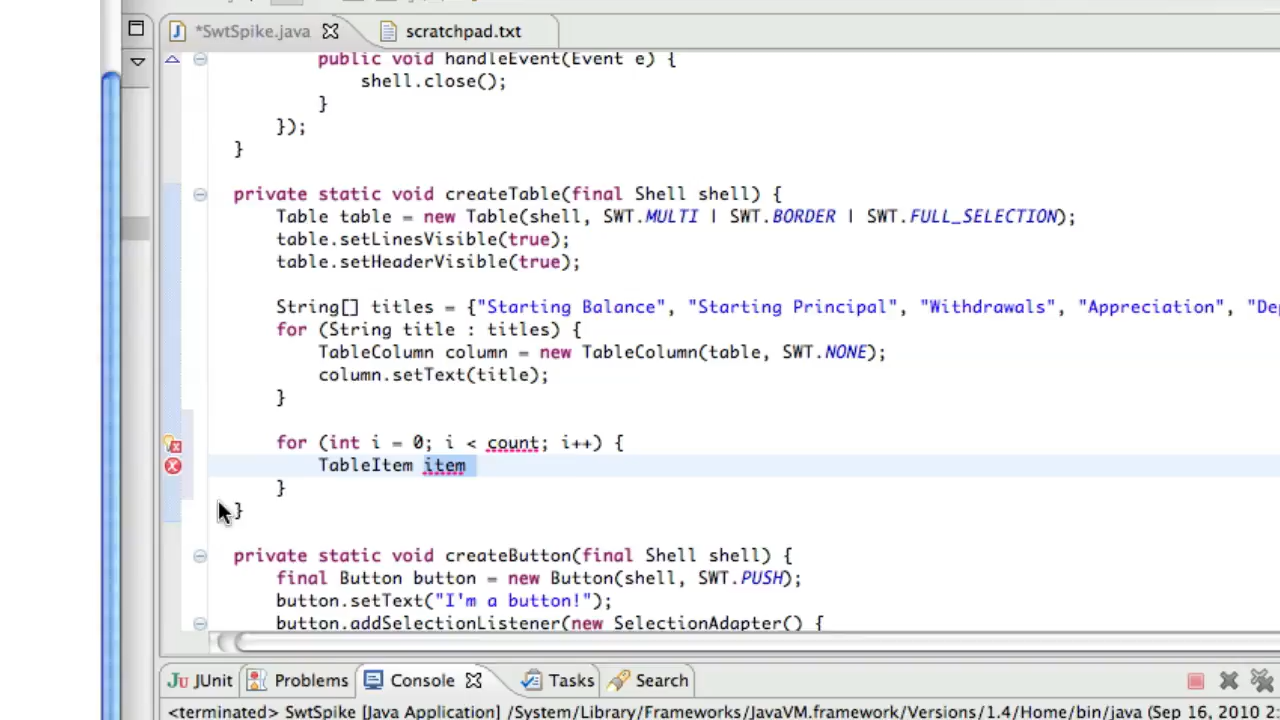 *SwtSpike.java
scratchpad.txt
public void handleEvent(Event e) {
shell.close();
}
});
}
private static void createTable(final Shell shell) {
Table table = new Table(shell, SWT.MULTI | SWT.BORDER | SWT.FULL_SELECTION);
table.setLinesVisible(true);
table.setHeaderVisible(true);
String[] titles = {"Starting Balance", "Starting Principal", "Withdrawals", "Appreciation", "De
for (String title : titles) {
TableColumn column = new TableColumn(table, SWT.NONE);
column.setText(title);
}
for (int i = 0; i < count; i++) {
TableItem item
}
}
private static void createButton(final Shell shell) {
final Button button = new Button(shell, SWT.PUSH);
button.setText("I'm a button!");
button.addSelectionListener(new SelectionAdapter() {
JUnit Problems Console Tasks Search
<terminated> SwtSpike [Java Application] /System/Library/Frameworks/JavaVM.framework/Versions/1.4/Home/bin/java (Sep 16, 2010 2